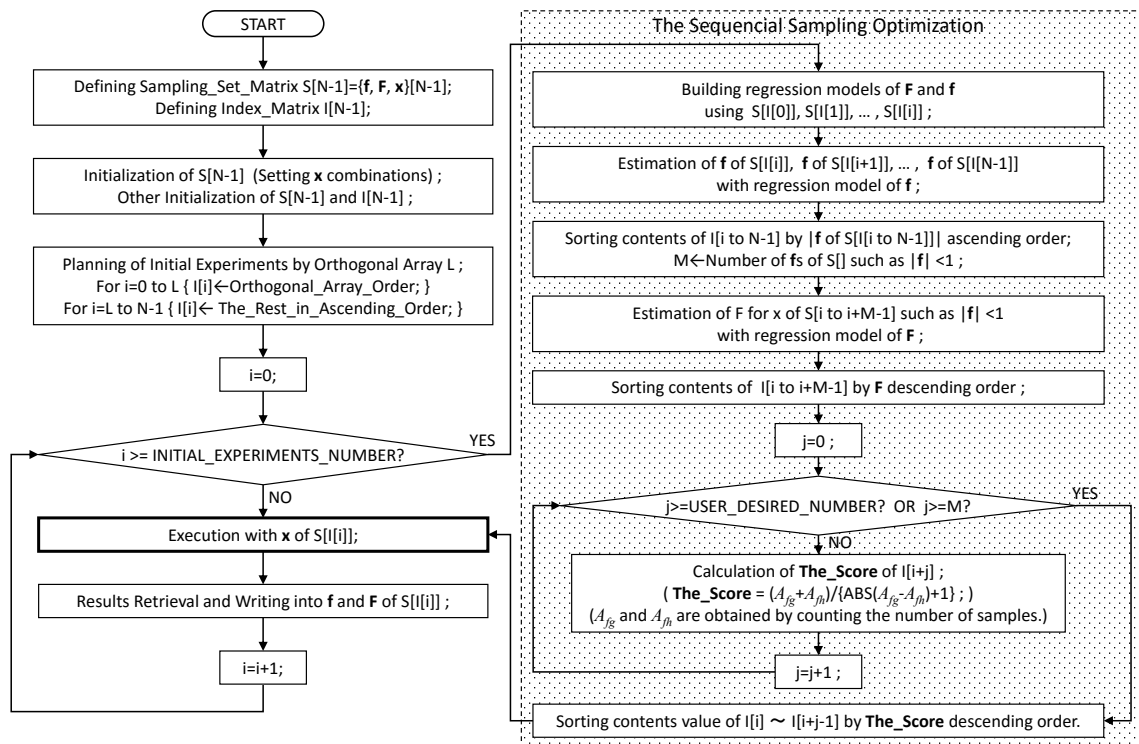 START
Defining Sampling_Set_Matrix S[N-1]={f, F, x}[N-1];
Defining Index_Matrix I[N-1];
Initialization of S[N-1] (Setting x combinations) ;
Other Initialization of S[N-1] and I[N-1] ;
Planning of Initial Experiments by Orthogonal Array L ;
For i=0 to L { I[i]←Orthogonal_Array_Order; }
For i=L to N-1 { I[i]← The_Rest_in_Ascending_Order; }
i=0;
i >= INITIAL_EXPERIMENTS_NUMBER?
YES
NO
Execution with x of S[I[i]];
Results Retrieval and Writing into f and F of S[I[i]] ;
i=i+1;
The Sequencial Sampling Optimization
Building regression models of F and f
using S[I[0]], S[I[1]], … , S[I[i]] ;
Estimation of f of S[I[i]], f of S[I[i+1]], … , f of S[I[N-1]]
with regression model of f ;
Sorting contents of I[i to N-1] by |f of S[I[i to N-1]]| ascending order;
M←Number of fs of S[] such as |f| <1 ;
Estimation of F for x of S[i to i+M-1] such as |f| <1
with regression model of F ;
Sorting contents of I[i to i+M-1] by F descending order ;
j=0 ;
j>=USER_DESIRED_NUMBER? OR j>=M?
YES
NO
Calculation of The_Score of I[i+j] ;
( The_Score = (A_fg+A_fh)/{ABS(A_fg-A_fh)+1} ; )
(A_fg and A_fh are obtained by counting the number of samples.)
j=j+1 ;
Sorting contents value of I[i] ~ I[i+j-1] by The_Score descending order.